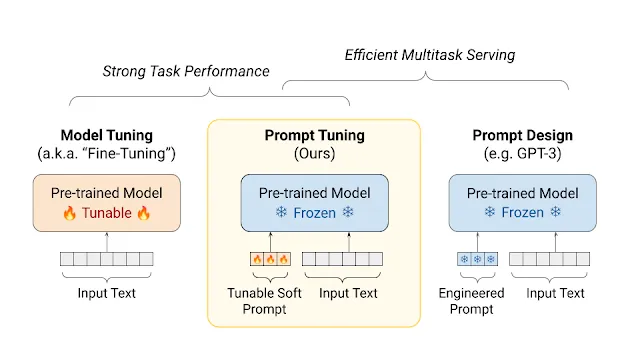 Efficient Multitask Serving
Strong Task Performance
Model Tuning
(a.k.a. “Fine-Tuning”)
Pre-trained Model
🔥 Tunable 🔥
Input Text
Prompt Tuning
(Ours)
Pre-trained Model
❄ Frozen ❄
Tunable Soft
Prompt
Input Text
Prompt Design
(e.g. GPT-3)
Pre-trained Model
❄ Frozen ❄
Engineered
Prompt
Input Text